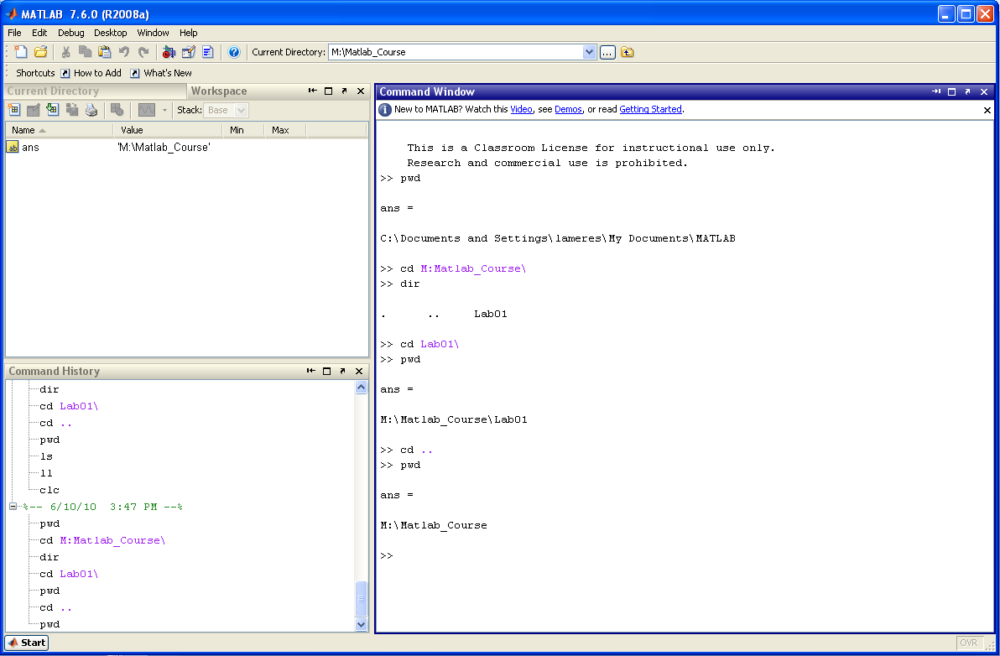 MATLAB 7.6.0 (R2008a)
File Edit Debug Desktop Window Help
Current Directory: M:\Matlab_Course ...
Shortcuts How to Add What's New
Current Directory Workspace
Stack: Base
Name Value Min Max
ab ans 'M:\Matlab_Course'
Command History
dir
cd Lab01\
cd ..
pwd
ls
ll
clc
%-- 6/10/10 3:47 PM --%
pwd
cd M:Matlab_Course\
dir
cd Lab01\
pwd
cd ..
pwd
Command Window
New to MATLAB? Watch this Video, see Demos, or read Getting Started.
This is a Classroom License for instructional use only.
Research and commercial use is prohibited.
>> pwd
ans =
C:\Documents and Settings\lameres\My Documents\MATLAB
>> cd M:Matlab_Course\
>> dir
. .. Lab01
>> cd Lab01\
>> pwd
ans =
M:\Matlab_Course\Lab01
>> cd ..
>> pwd
ans =
M:\Matlab_Course
>>
Start
OVR